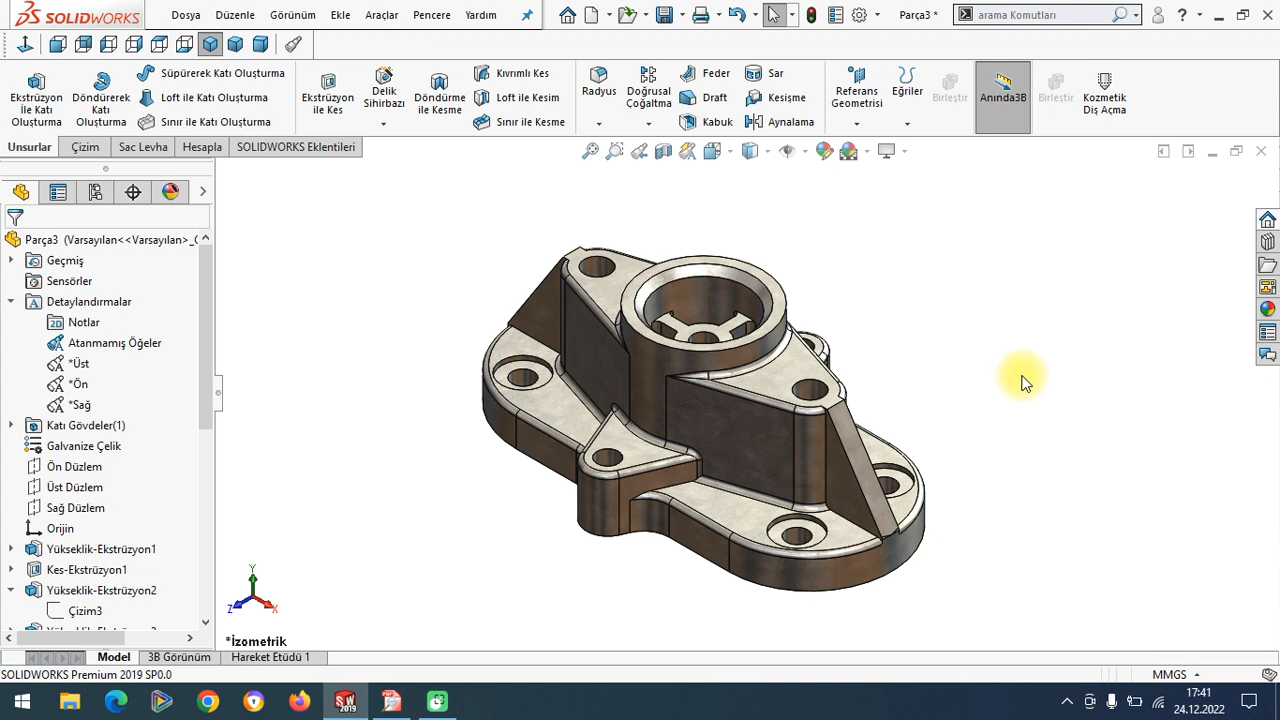 SOLIDWORKS Dosya Düzenle Görünüm Ekle Araçlar Pencere Yardım Parça3 * arama Komutları
Ekstrüzyon ile Katı Oluşturma
Döndürerek Katı Oluşturma
Süpürerek Katı Oluşturma
Loft ile Katı Oluşturma
Sınır ile Katı Oluşturma
Ekstrüzyon ile Kes
Delik Sihirbazı
Döndürme ile Kesme
Kıvrımlı Kes
Loft ile Kesim
Sınır ile Kesme
Radyus
Doğrusal Çoğaltma
Feder
Draft
Kabuk
Sar
Kesişme
Aynalama
Referans Geometrisi
Eğriler
Birleştir
Anında3B
Birleştir
Kozmetik Diş Açma
Unsurlar Çizim Sac Levha Hesapla SOLIDWORKS Eklentileri
Parça3 (Varsayılan<<Varsayılan>_(
Geçmiş
Sensörler
Detaylandırmalar
Notlar
Atanmamış Öğeler
*Üst
*Ön
*Sağ
Katı Gövdeler(1)
Galvanize Çelik
Ön Düzlem
Üst Düzlem
Sağ Düzlem
Orijin
Yükseklik-Ekstrüzyon1
Kes-Ekstrüzyon1
Yükseklik-Ekstrüzyon2
Çizim3
Y
Z X
*İzometrik
Model 3B Görünüm Hareket Etüdü 1
SOLIDWORKS Premium 2019 SP0.0 MMGS
17:41
24.12.2022